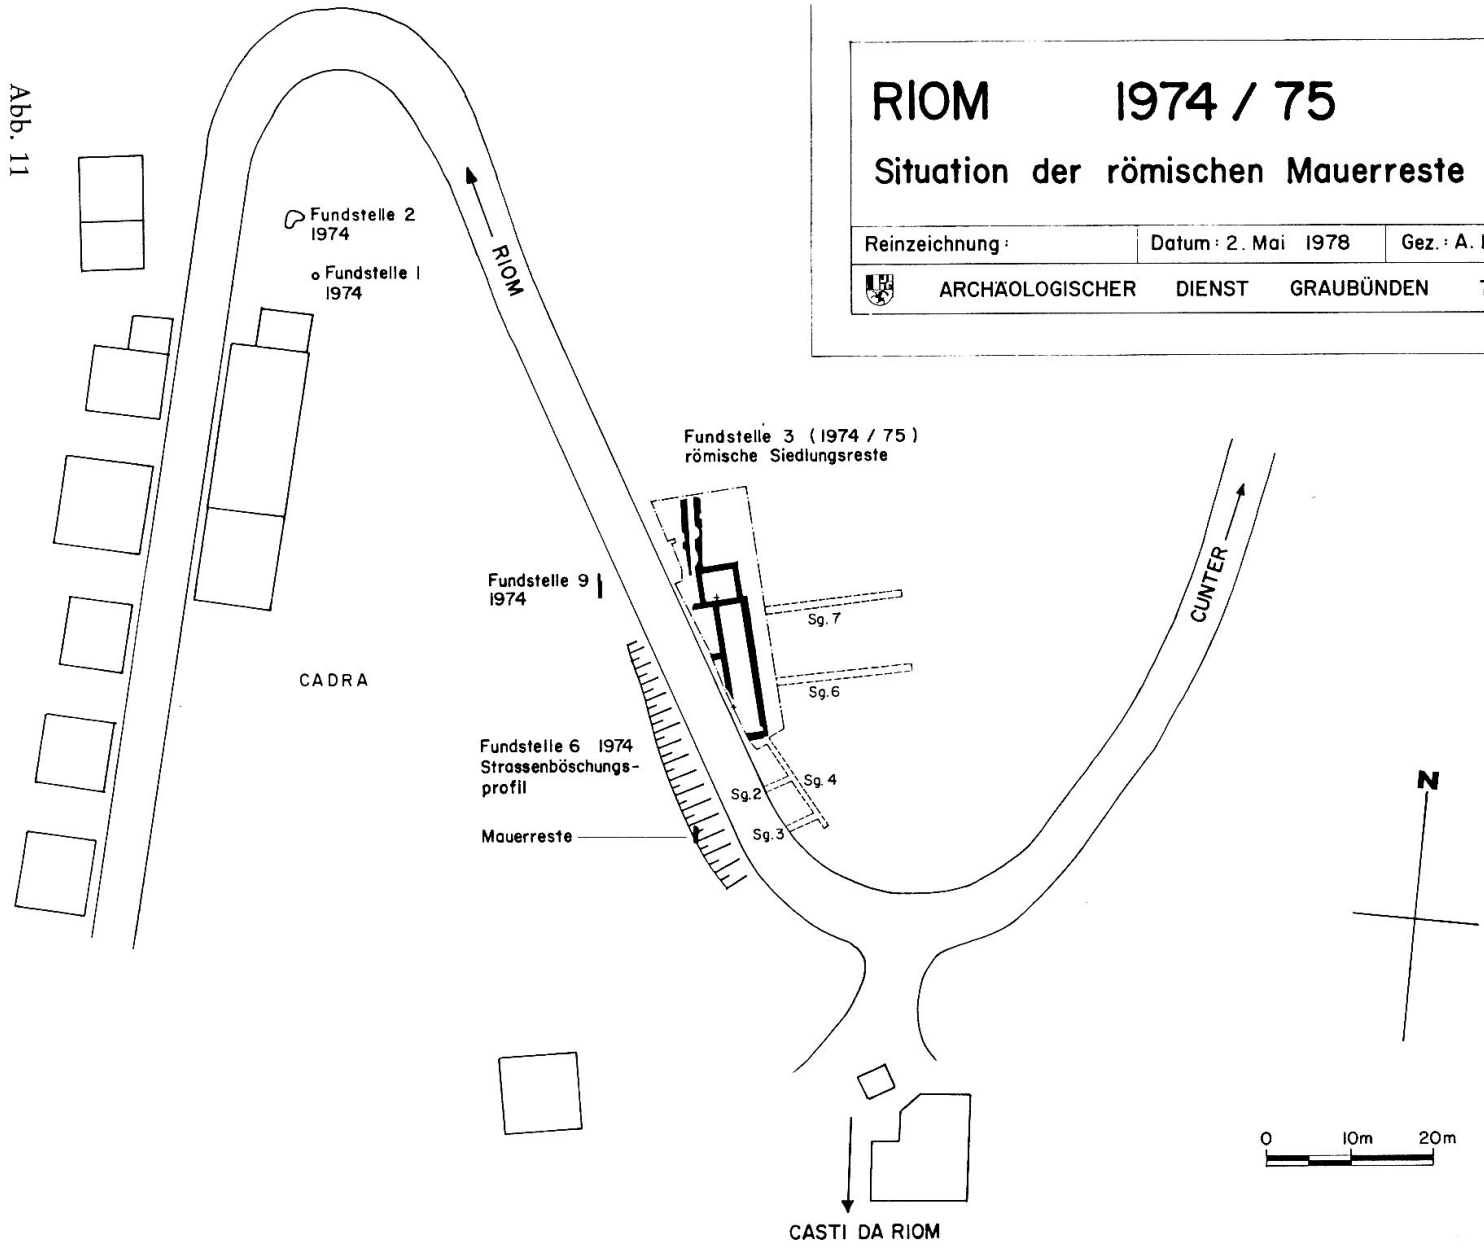 Abb. 11
RIOM 1974 / 75
Situation der römischen Mauerreste
Reinzeichnung:
Datum: 2. Mai 1978
Gez.: A.
ARCHÄOLOGISCHER DIENST GRAUBÜNDEN
Fundstelle 2
1974
Fundstelle 1
1974
RIOM
Fundstelle 3 (1974 / 75)
römische Siedlungsreste
CUNTER
Fundstelle 9
1974
Sg. 7
CADRA
Sg. 6
Fundstelle 6 1974
Strassenböschungs-
profil
Sg. 2
Sg. 4
Mauerreste
Sg. 3
N
0 10m 20m
CASTI DA RIOM